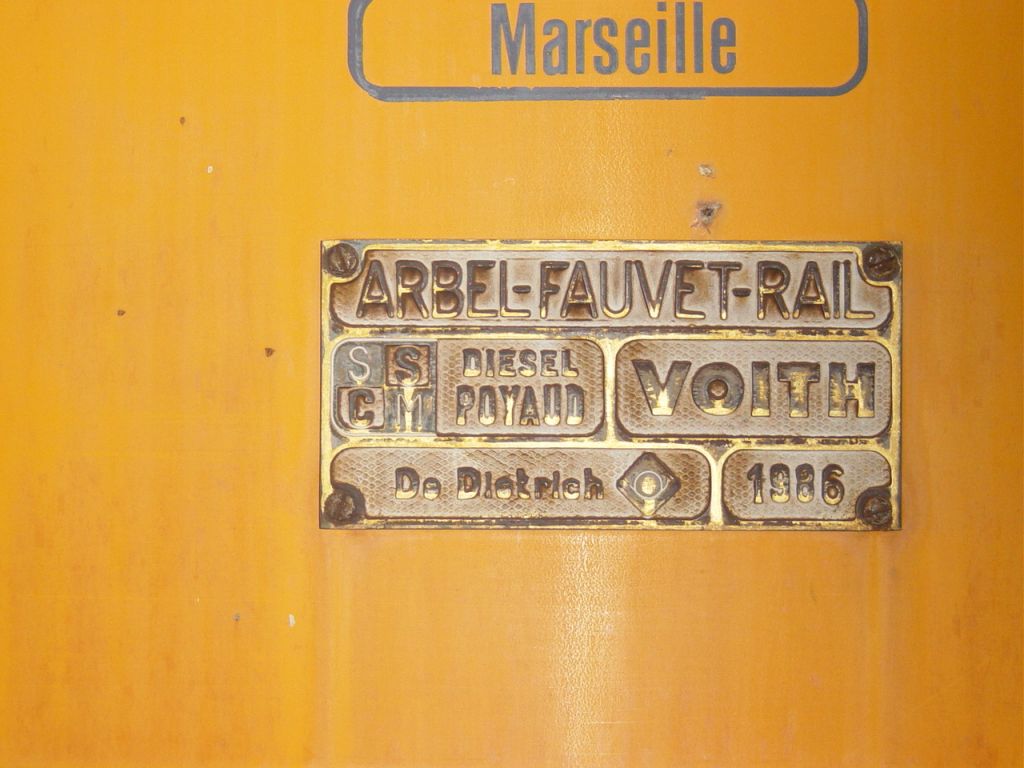 Marseille
ARBEL-FAUVET-RAIL
S S
C M
DIESEL
POYAUD
VOITH
De Dietrich
1986